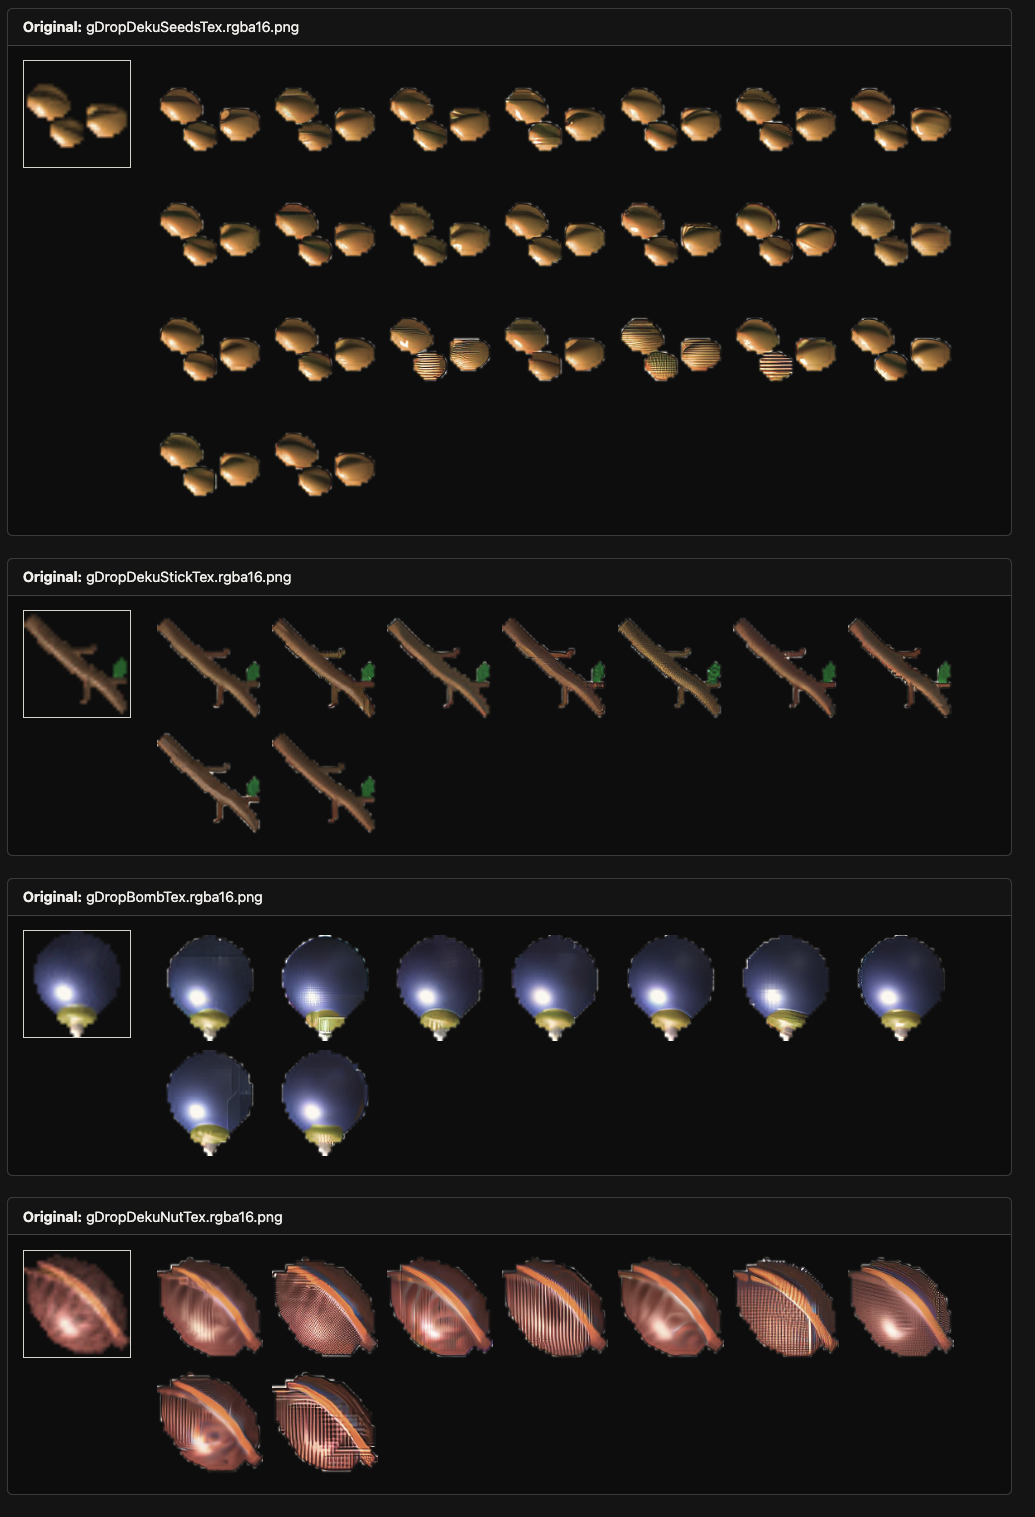 Original: gDropDekuSeedsTex.rgba16.png
Original: gDropDekuStickTex.rgba16.png
Original: gDropBombTex.rgba16.png
Original: gDropDekuNutTex.rgba16.png